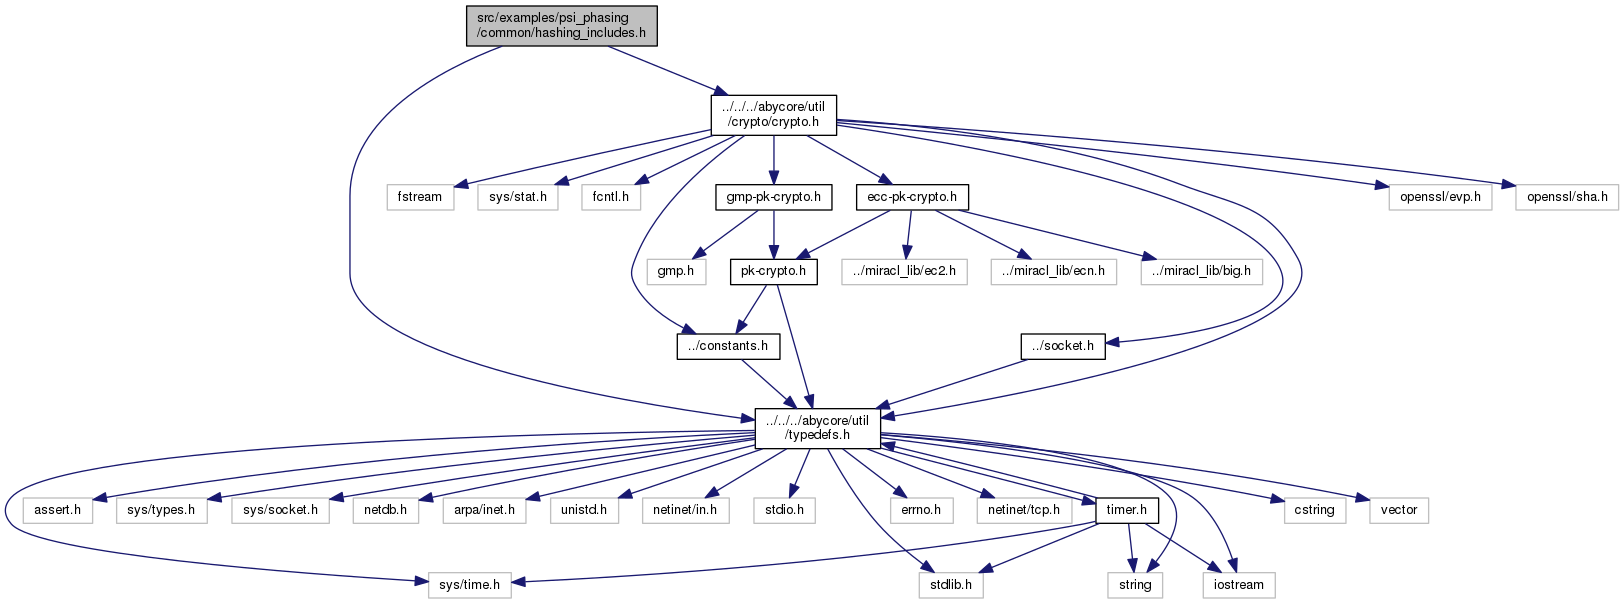 src/examples/psi_phasing
/common/hashing_includes.h
../../../abycore/util
/crypto/crypto.h
fstream
sys/stat.h
fcntl.h
gmp-pk-crypto.h
ecc-pk-crypto.h
openssl/evp.h
openssl/sha.h
gmp.h
pk-crypto.h
../miracl_lib/ec2.h
../miracl_lib/ecn.h
../miracl_lib/big.h
../constants.h
../socket.h
../../../abycore/util
/typedefs.h
assert.h
sys/types.h
sys/socket.h
netdb.h
arpa/inet.h
unistd.h
netinet/in.h
stdio.h
errno.h
netinet/tcp.h
timer.h
cstring
vector
sys/time.h
stdlib.h
string
iostream